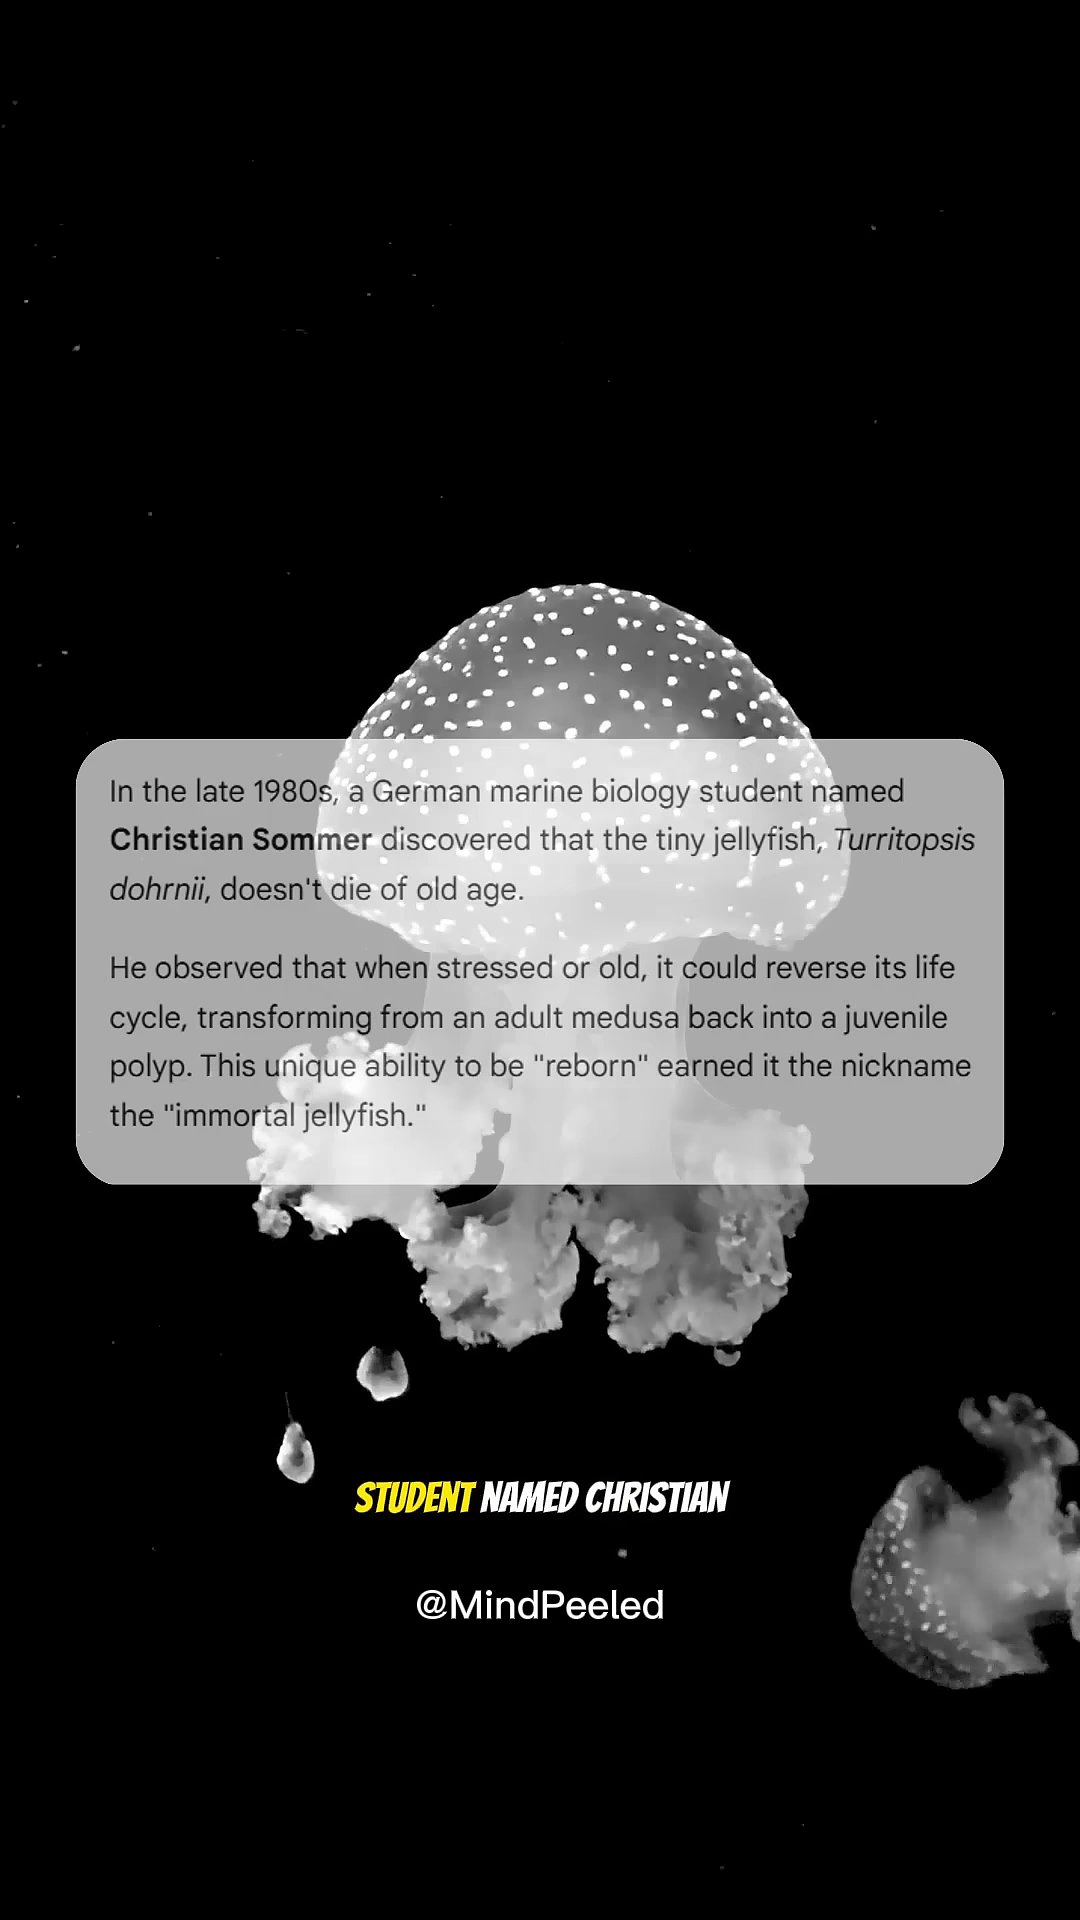 In the late 1980s, a German marine biology student named
Christian Sommer discovered that the tiny jellyfish, Turritopsis
dohrnii, doesn't die of old age.
He observed that when stressed or old, it could reverse its life
cycle, transforming from an adult medusa back into a juvenile
polyp. This unique ability to be "reborn" earned it the nickname
the "immortal jellyfish."
STUDENT NAMED CHRISTIAN
@MindPeeled